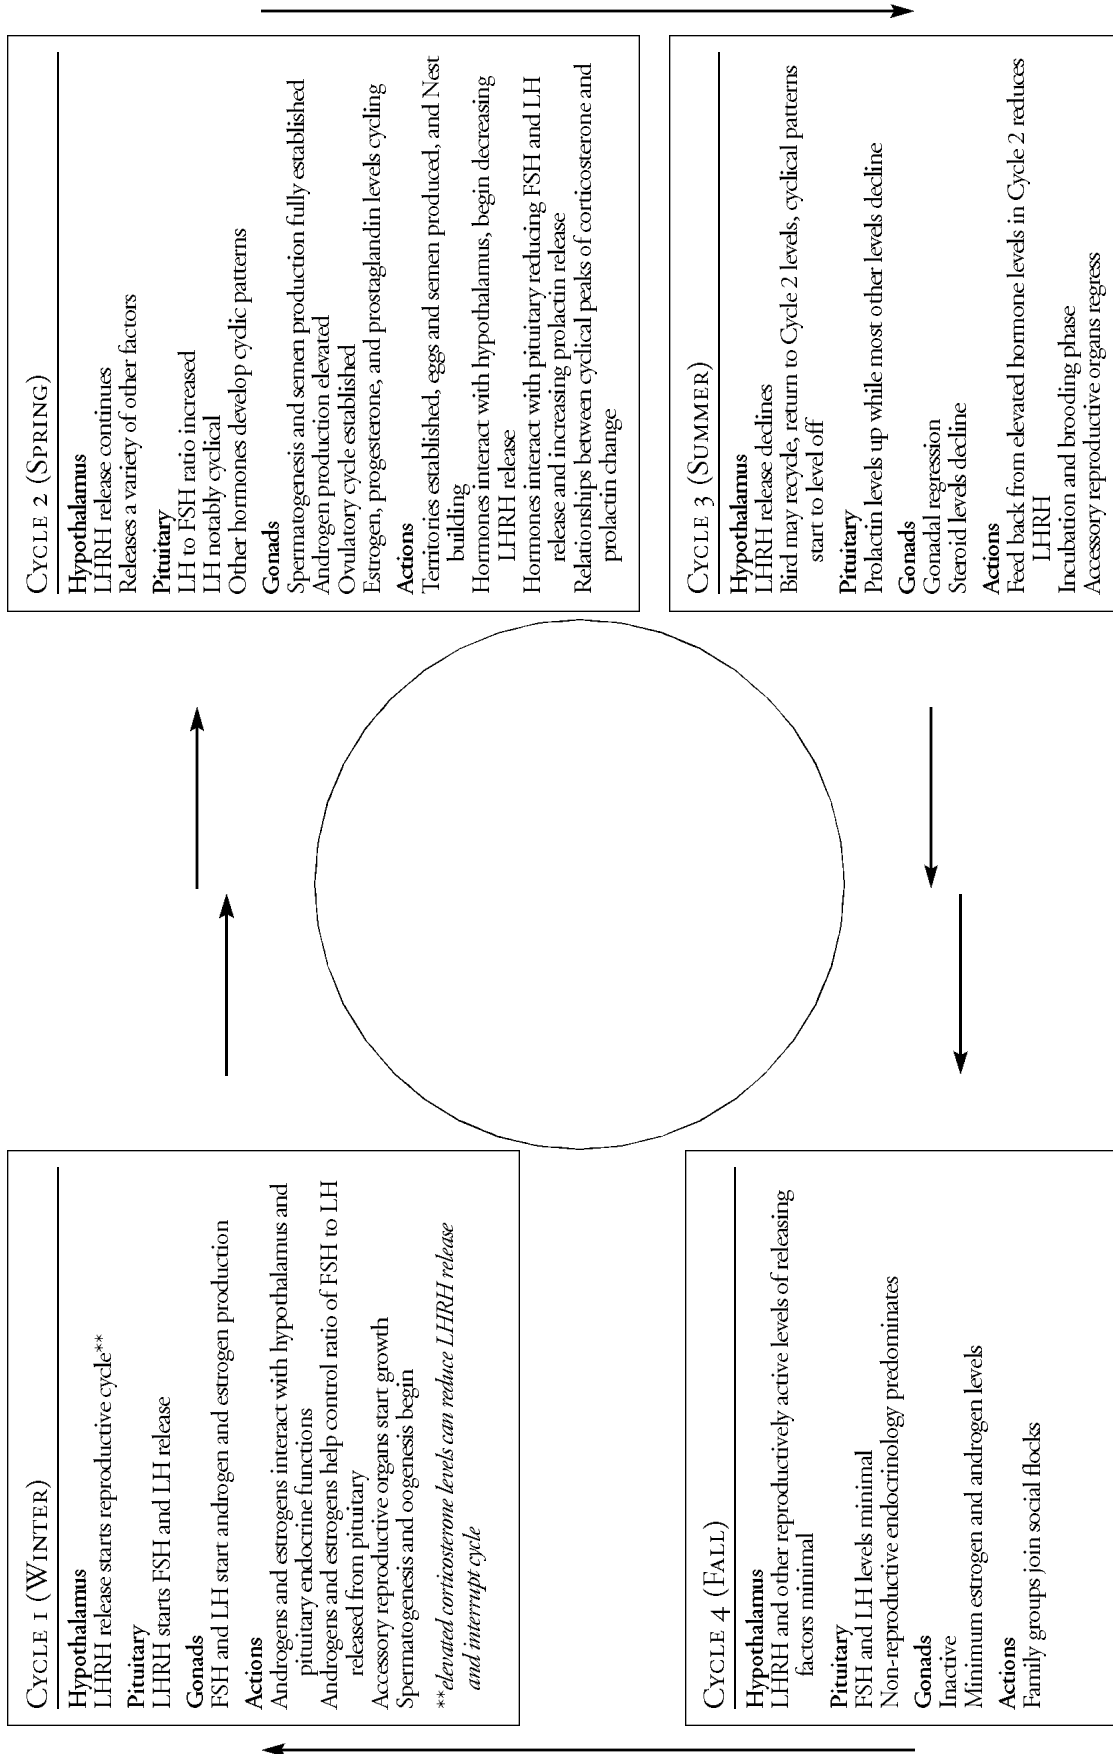 CYCLE 1 (WINTER)
Hypothalamus
LHRH release starts reproductive cycle**
Pituitary
LHRH starts FSH and LH release
Gonads
FSH and LH start androgen and estrogen production
Actions
Androgens and estrogens interact with hypothalamus and
pituitary endocrine functions
Androgens and estrogens help control ratio of FSH to LH
released from pituitary
Accessory reproductive organs start growth
Spermatogenesis and oogenesis begin
**elevated corticosterone levels can reduce LHRH release
and interrupt cycle
CYCLE 2 (SPRING)
Hypothalamus
LHRH release continues
Releases a variety of other factors
Pituitary
LH to FSH ratio increased
LH notably cyclical
Other hormones develop cyclic patterns
Gonads
Spermatogenesis and semen production fully established
Androgen production elevated
Ovulatory cycle established
Estrogen, progesterone, and prostaglandin levels cycling
Actions
Territories established, eggs and semen produced, and Nest
building
Hormones interact with hypothalamus, begin decreasing
LHRH release
Hormones interact with pituitary reducing FSH and LH
release and increasing prolactin release
Relationships between cyclical peaks of corticosterone and
prolactin change
CYCLE 3 (SUMMER)
Hypothalamus
LHRH release declines
Bird may recycle, return to Cycle 2 levels, cyclical patterns
start to level off
Pituitary
Prolactin levels up while most other levels decline
Gonads
Gonadal regression
Steroid levels decline
Actions
Feed back from elevated hormone levels in Cycle 2 reduces
LHRH
Incubation and brooding phase
Accessory reproductive organs regress
CYCLE 4 (FALL)
Hypothalamus
LHRH and other reproductively active levels of releasing
factors minimal
Pituitary
FSH and LH levels minimal
Non-reproductive endocrinology predominates
Gonads
Inactive
Minimum estrogen and androgen levels
Actions
Family groups join social flocks